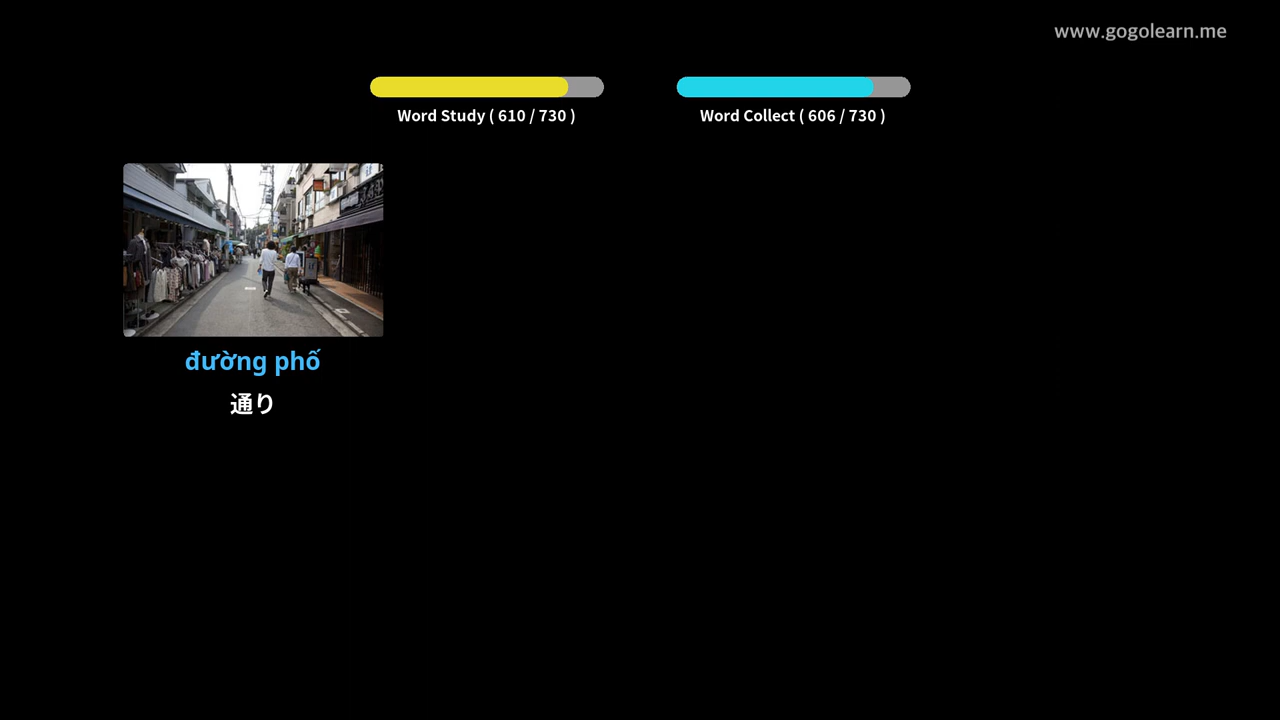 www.gogolearn.me
Word Study ( 610 / 730 )
Word Collect ( 606 / 730 )
đường phố
通り